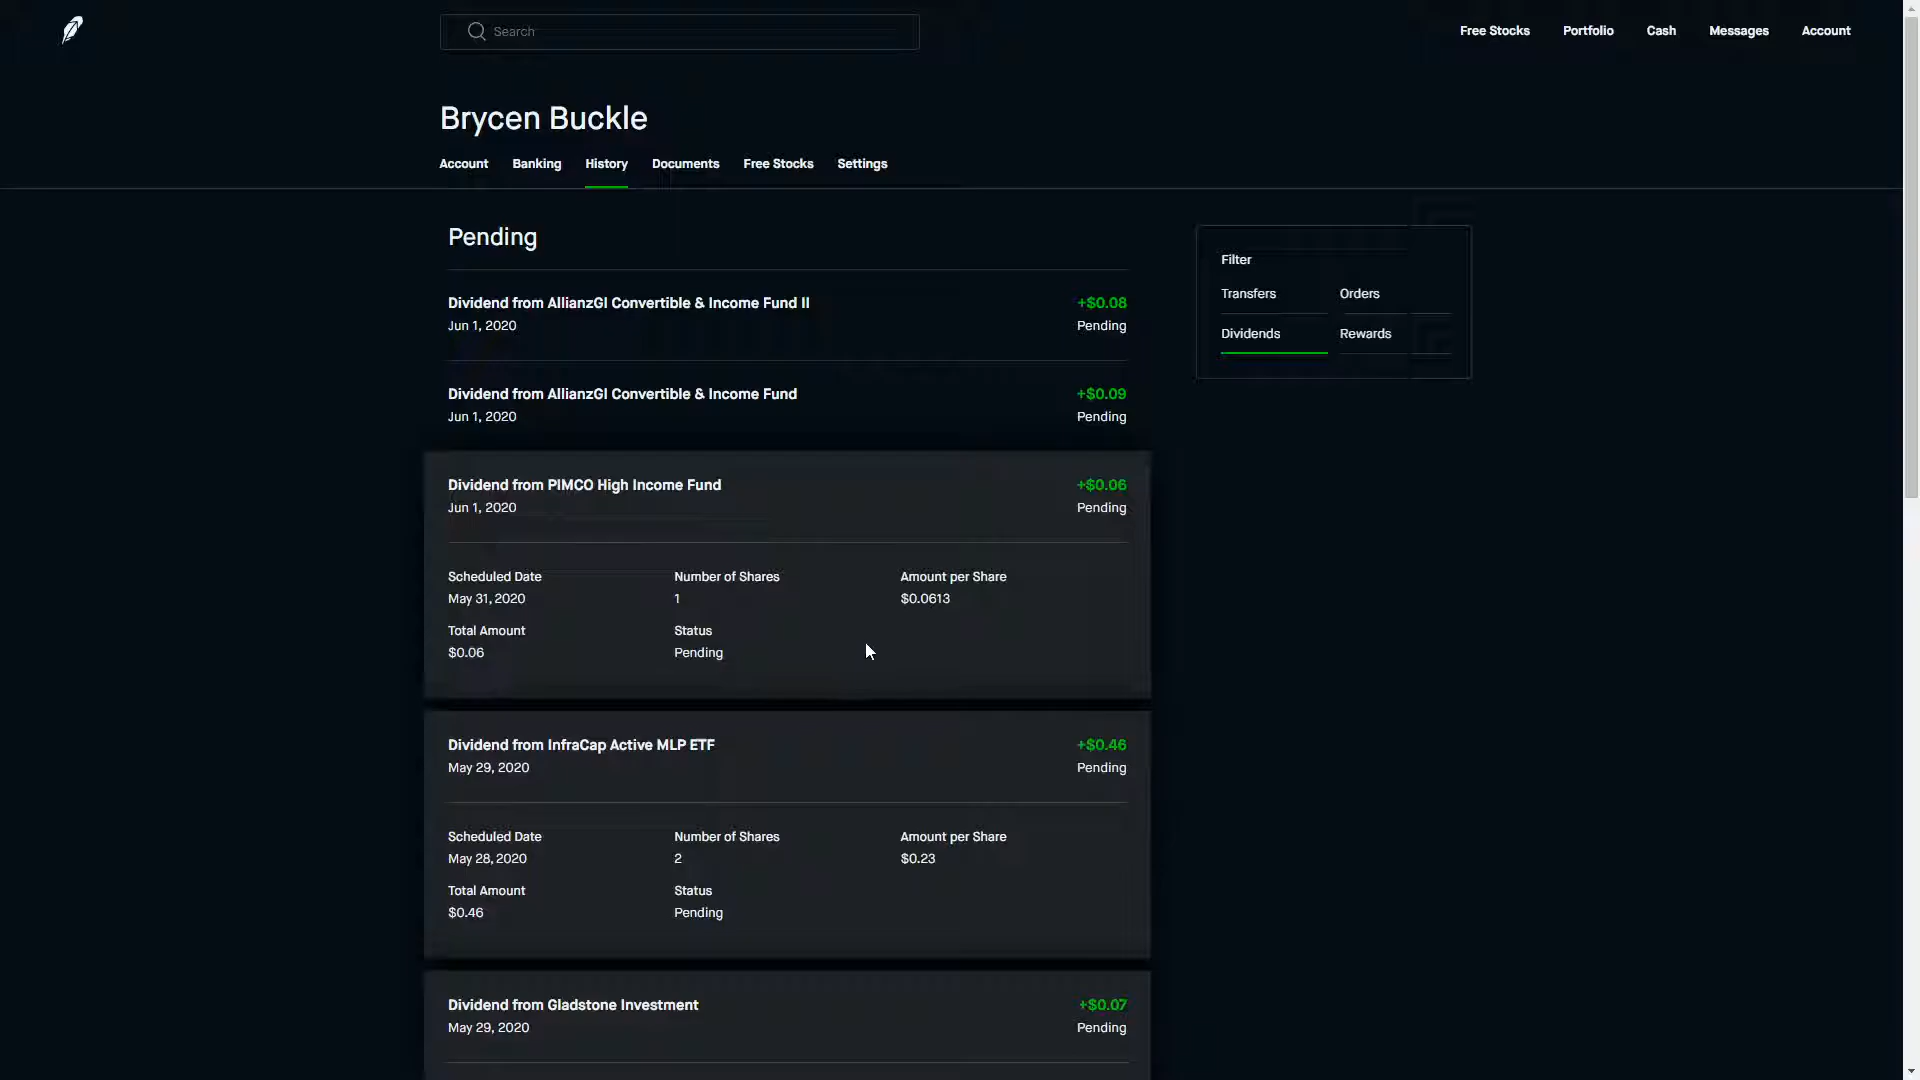 Search
Free Stocks Portfolio Cash Messages Account
Brycen Buckle
Account Banking History Documents Free Stocks Settings
Pending
Dividend from AllianzGI Convertible & Income Fund II +$0.08
Jun 1, 2020 Pending
Dividend from AllianzGI Convertible & Income Fund +$0.09
Jun 1, 2020 Pending
Dividend from PIMCO High Income Fund +$0.06
Jun 1, 2020 Pending
Scheduled Date Number of Shares Amount per Share
May 31, 2020 1 $0.0613
Total Amount Status
$0.06 Pending
Dividend from InfraCap Active MLP ETF +$0.46
May 29, 2020 Pending
Scheduled Date Number of Shares Amount per Share
May 28, 2020 2 $0.23
Total Amount Status
$0.46 Pending
Dividend from Gladstone Investment +$0.07
May 29, 2020 Pending
Filter
Transfers Orders
Dividends Rewards